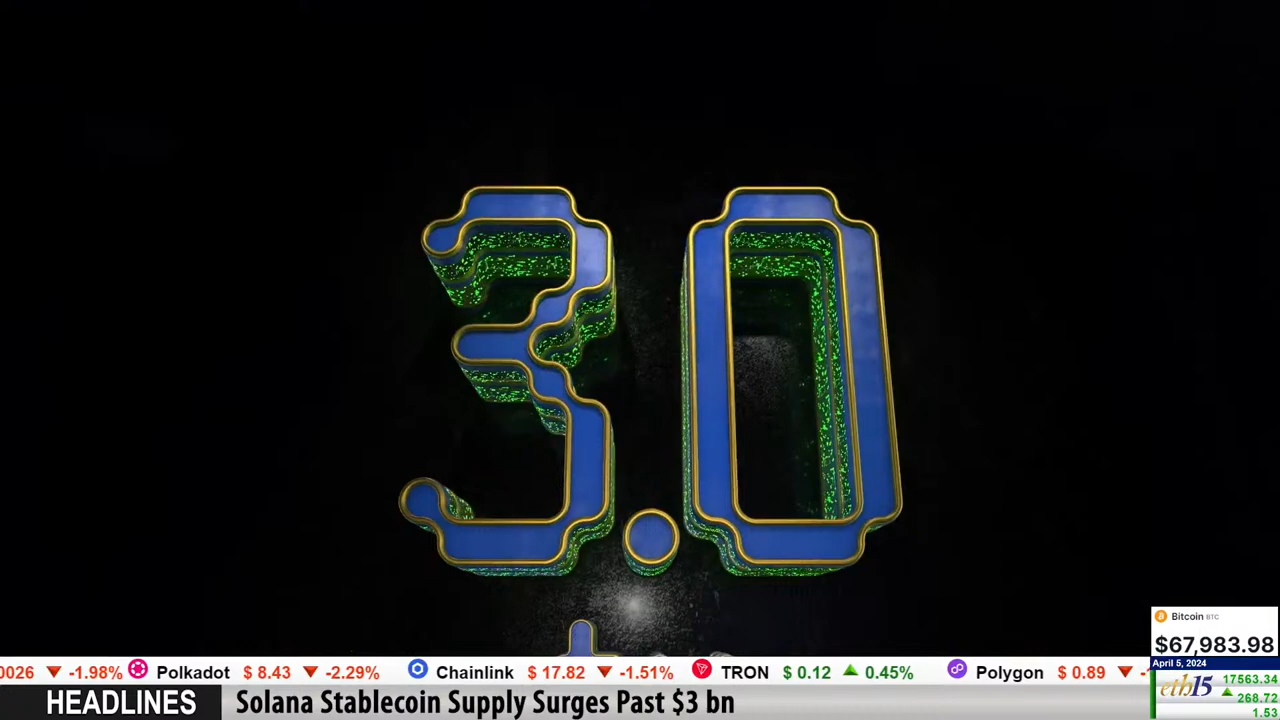 3.0
Bitcoin BTC
$67,983.98
April 5, 2024
0026 -1.98% Polkadot $ 8.43 -2.29% Chainlink $ 17.82 -1.51% TRON $ 0.12 0.45% Polygon $ 0.89
eth15 17563.34
268.72
1.53
HEADLINES Solana Stablecoin Supply Surges Past $3 bn